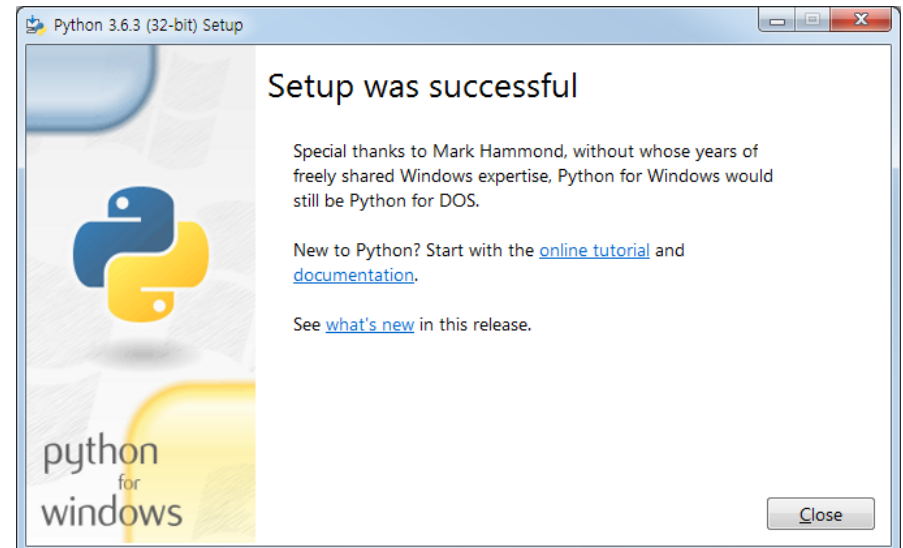 Python 3.6.3 (32-bit) Setup
Setup was successful
Special thanks to Mark Hammond, without whose years of
freely shared Windows expertise, Python for Windows would
still be Python for DOS.
New to Python? Start with the online tutorial and
documentation.
See what's new in this release.
python
for
windows
Close